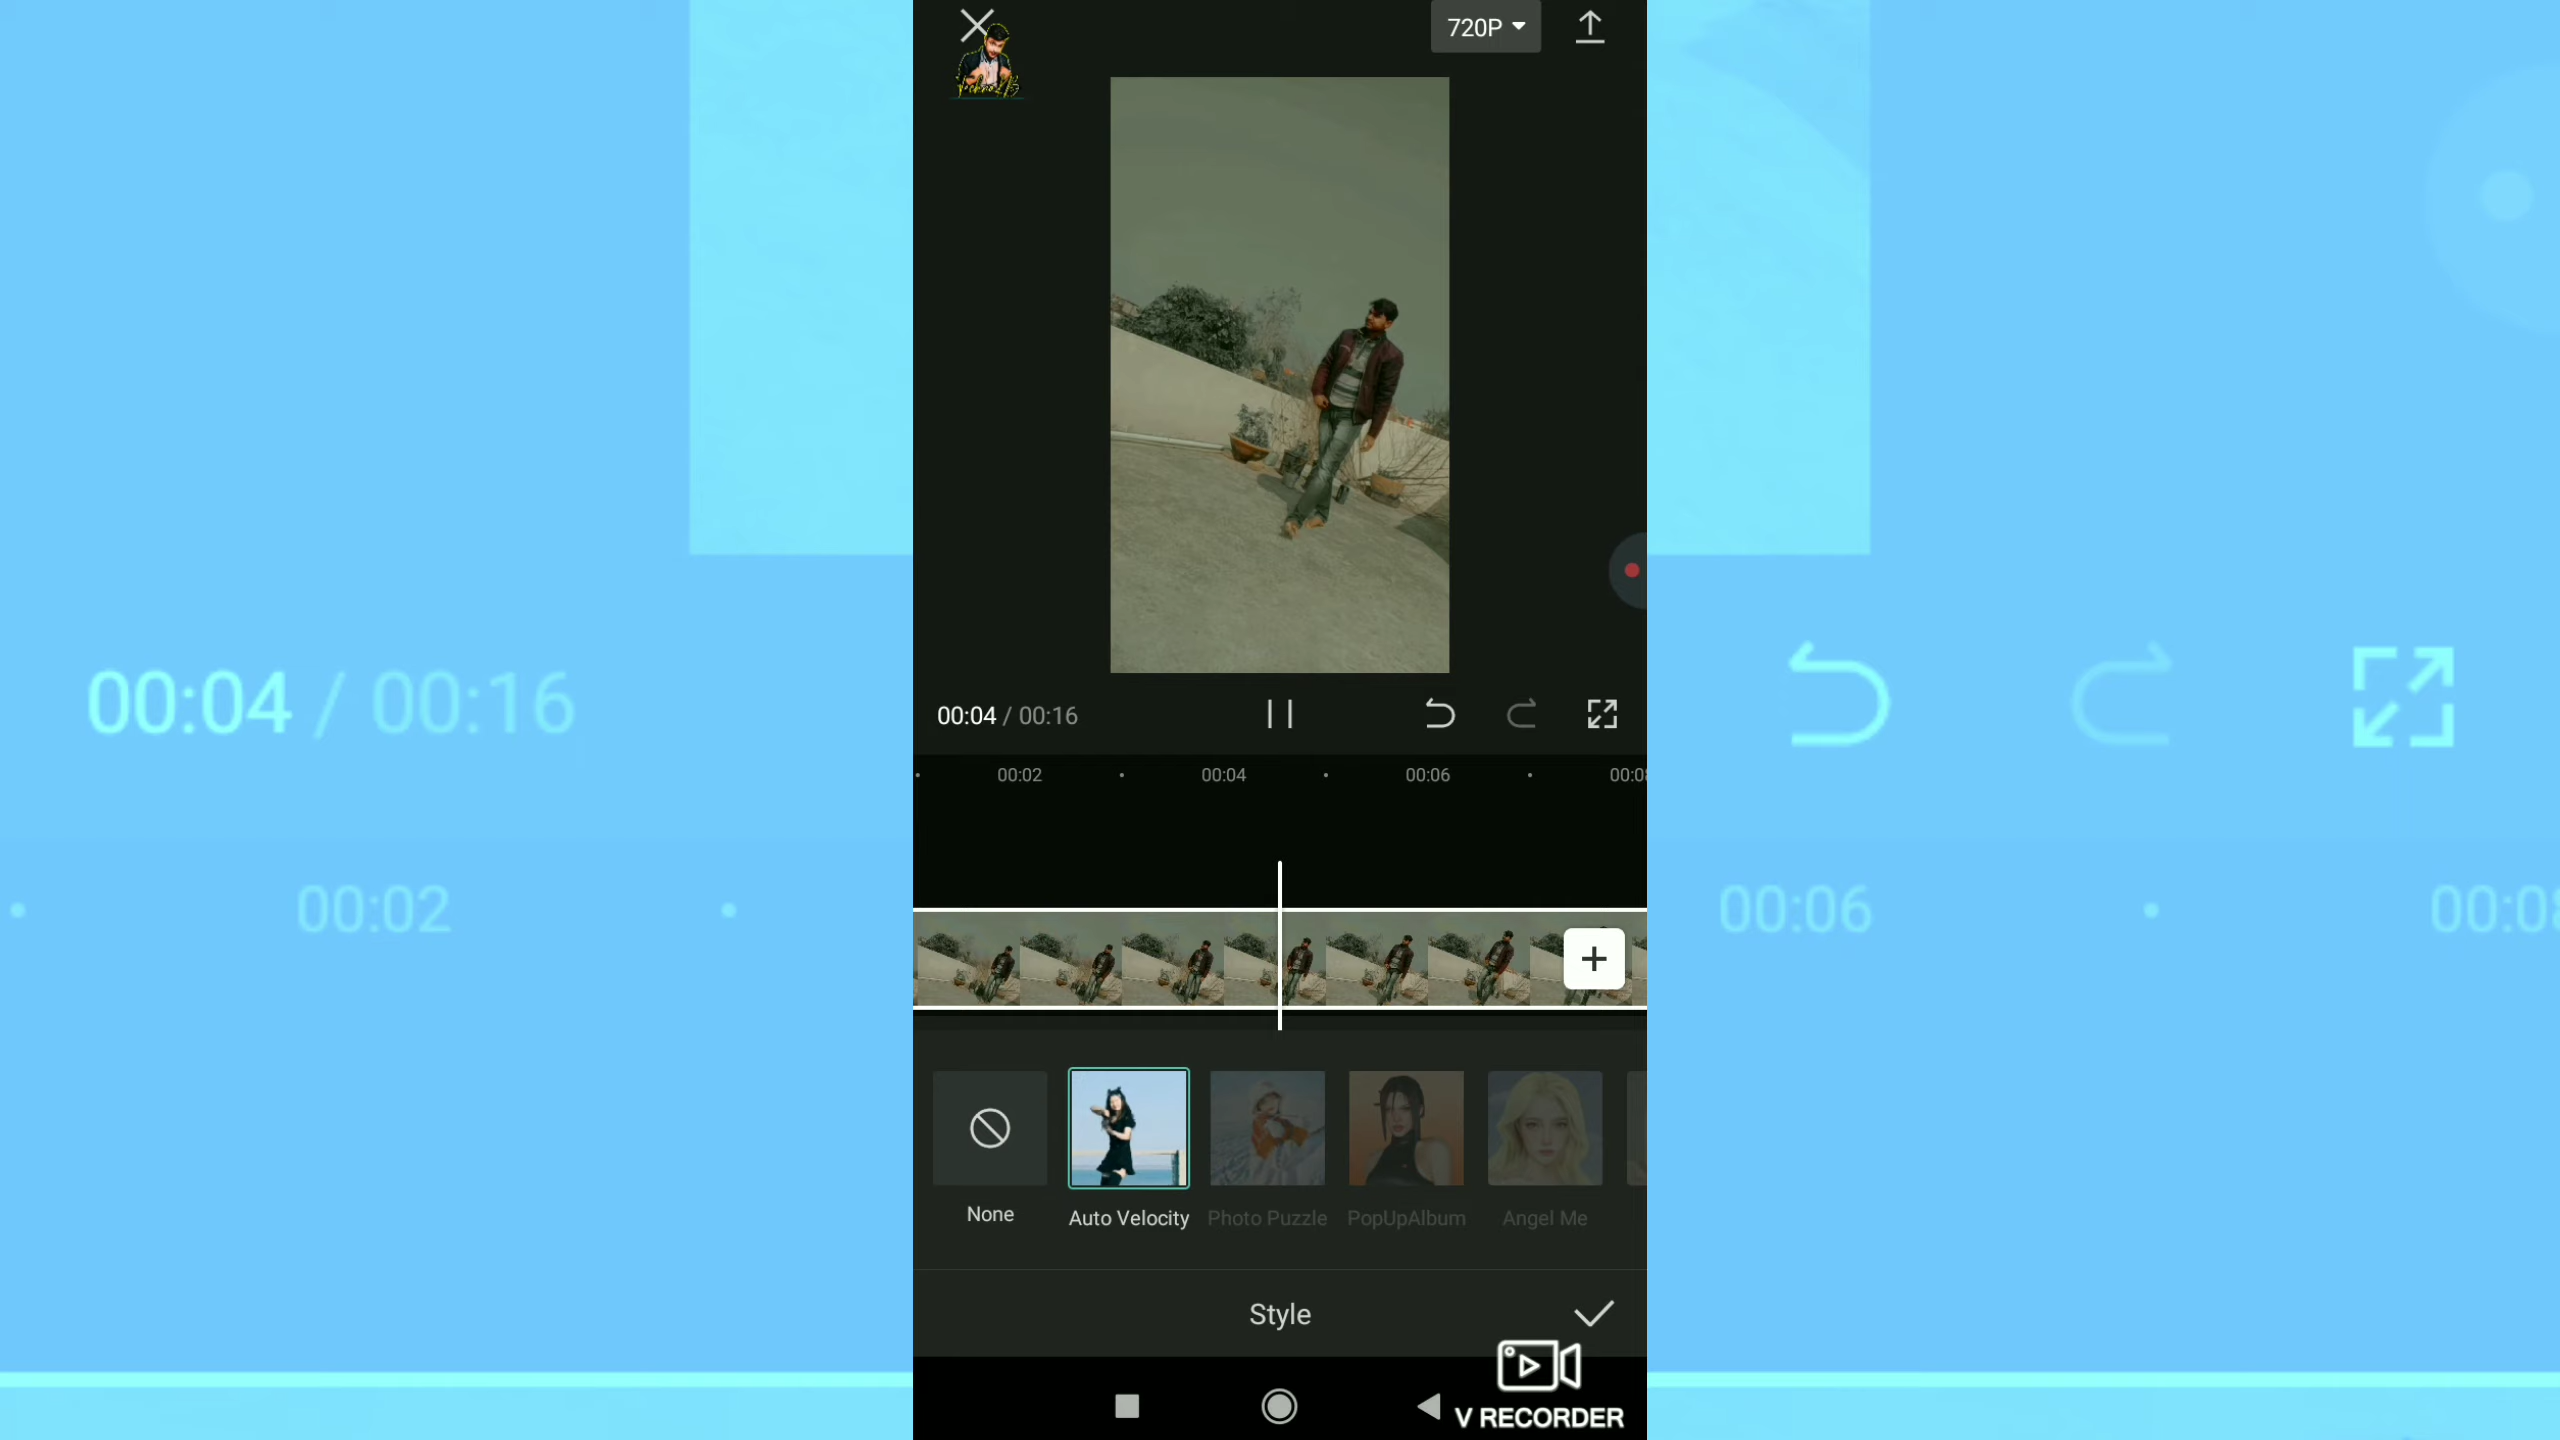 720P
00:04 / 00:16
00:04 / 00:16
00:02
00:04
00:06
00:02
00:06
None
Auto Velocity
Photo Puzzle
PopUpAlbum
Angel Me
Style
V RECORDER